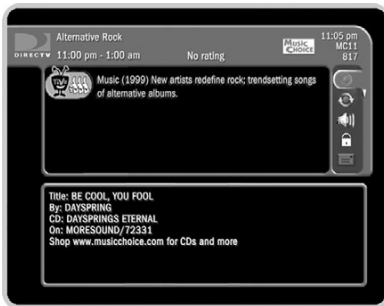 Alternative Rock
11:05 pm
DIRECTV
11:00 pm - 1:00 am
No rating
Music CHOICE
MC11
817
TiVo
Music (1999) New artists redefine rock; trendsetting songs
of alternative albums.
Title: BE COOL, YOU FOOL
By: DAYSPRING
CD: DAYSPRINGS ETERNAL
On: MORESOUND/72331
Shop www.musicchoice.com for CDs and more